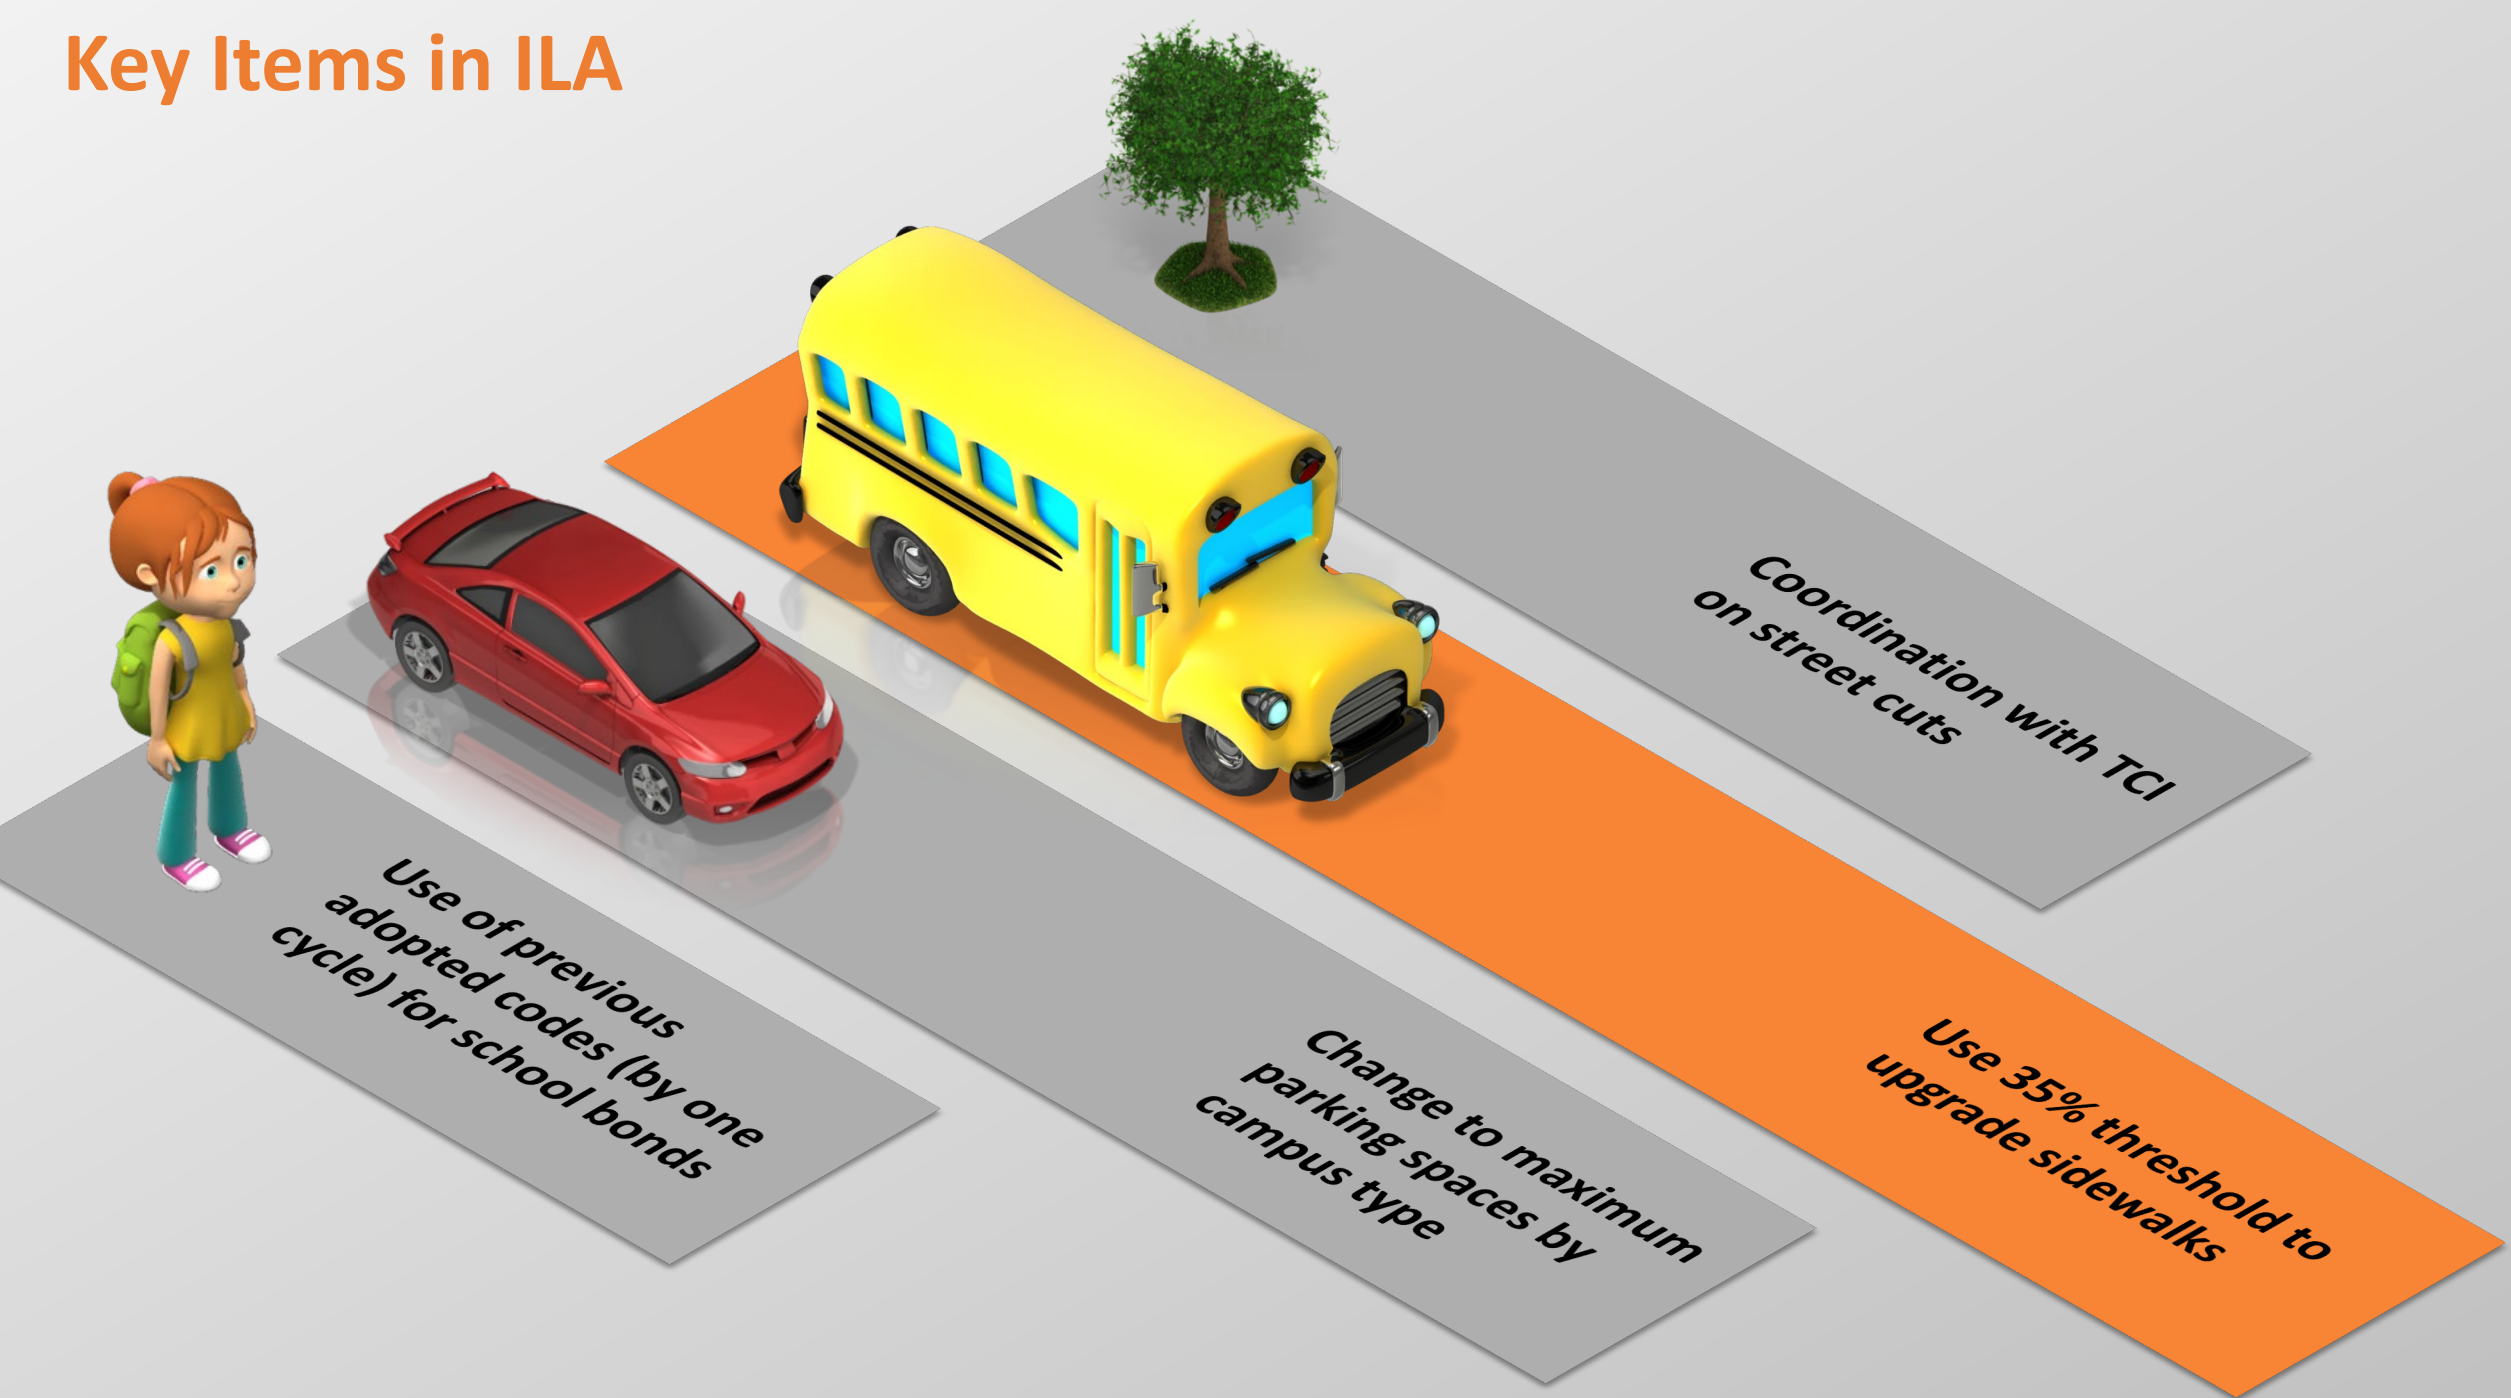 Key Items in ILA
Use of previous
adopted codes (by one
cycle) for school bonds
Change to maximum
parking spaces by
campus type
Use 35% threshold to
upgrade sidewalks
Coordination with TCI
on street cuts